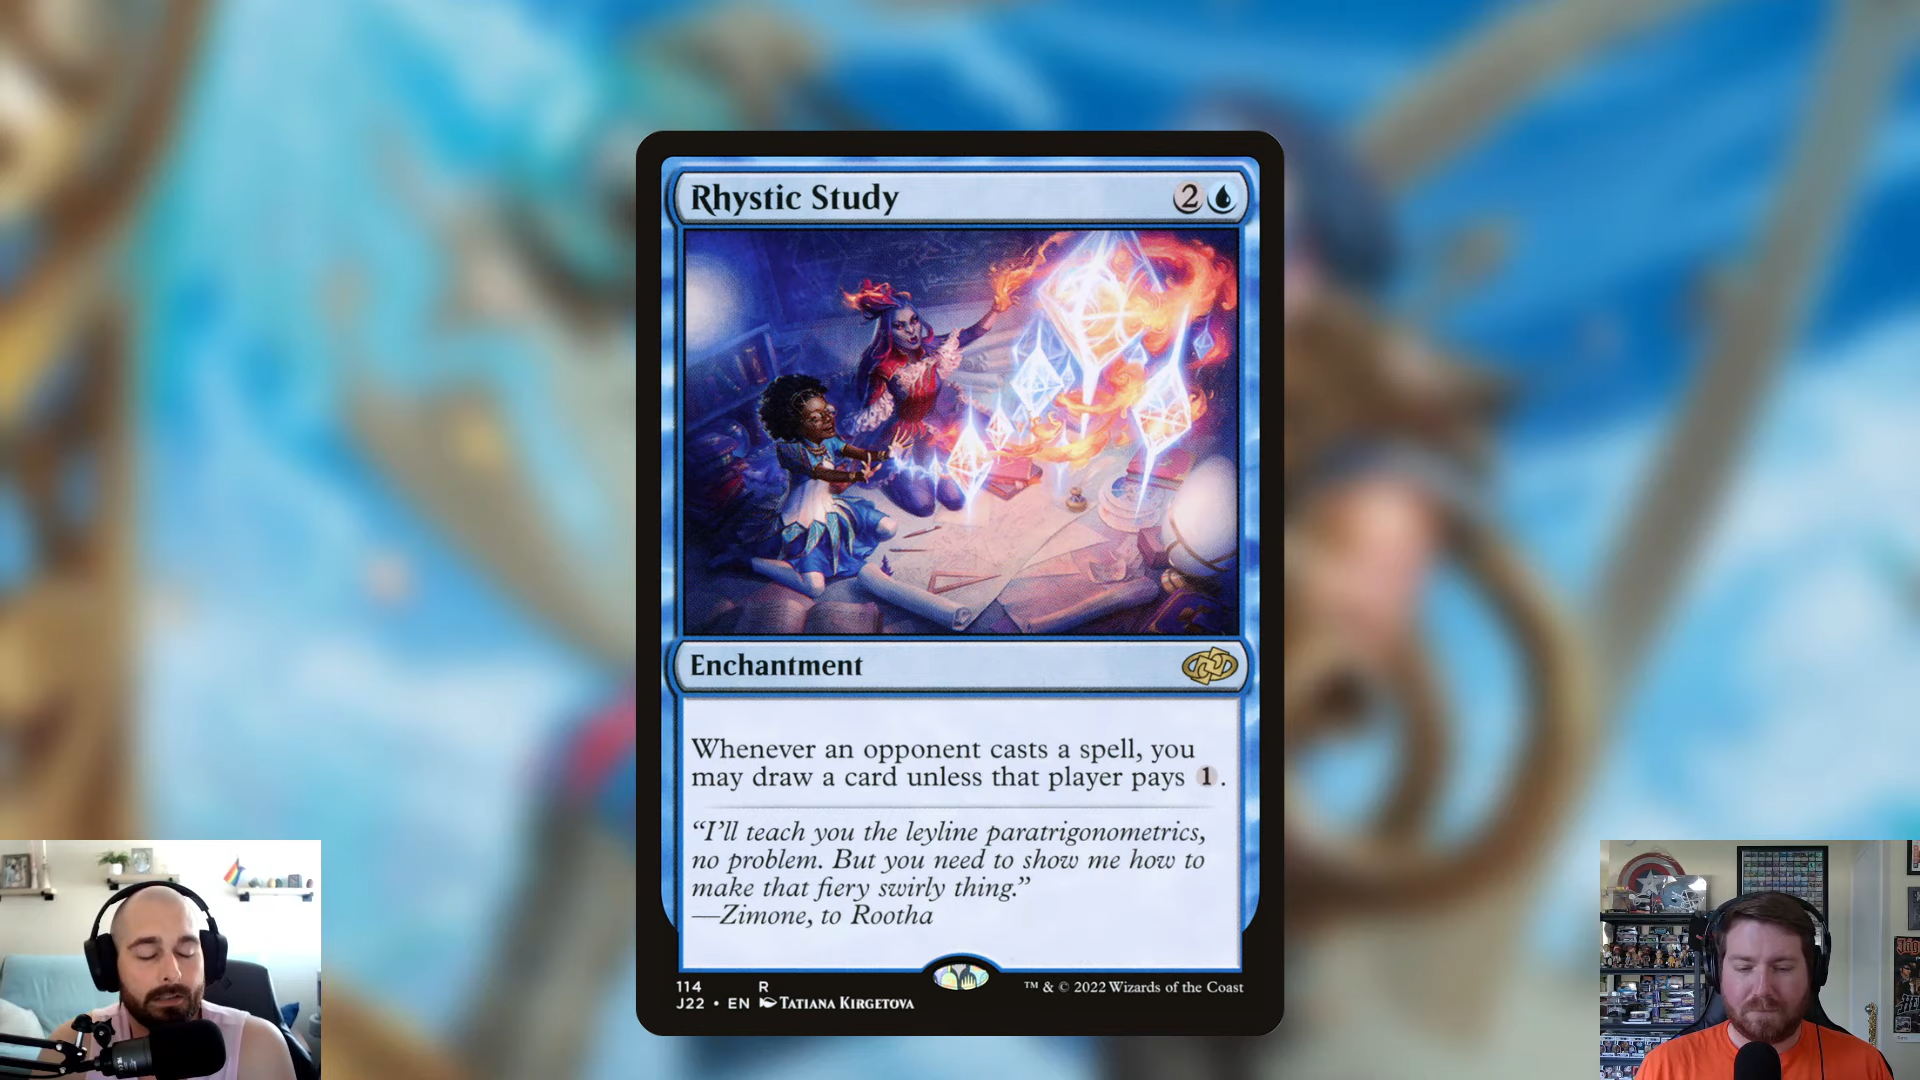 Rhystic Study 2
Enchantment
Whenever an opponent casts a spell, you
may draw a card unless that player pays 1.
“I’ll teach you the leyline paratrigonometrics,
no problem. But you need to show me how to
make that fiery swirly thing.”
—Zimone, to Rootha
114 R
J22 • EN TATIANA KIRGETOVA
™ & © 2022 Wizards of the Coast